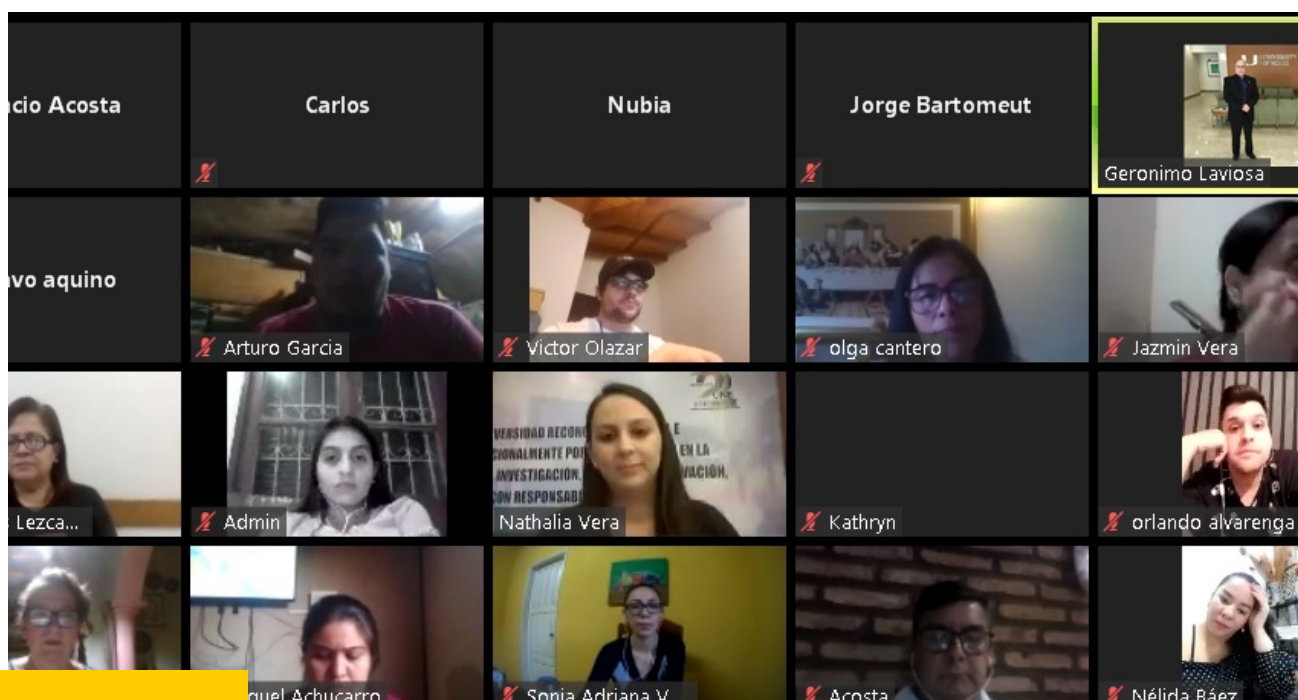 cio Acosta
Carlos
Nubia
Jorge Bartomeut
Geronimo Laviosa
UNIVERSITY
vo aquino
Arturo Garcia
Victor Olazar
olga cantero
Jazmin Vera
Lezca...
Admin
Nathalia Vera
VERSIDAD RECONO
E
CIONALMENTE POR
EN LA
INVESTIGACIÓN,
VACIÓN,
CON RESPONSABI
Kathryn
orlando alvarenga
quel Achucarro
Sonia Adriana V...
Acosta
Nélida Báez